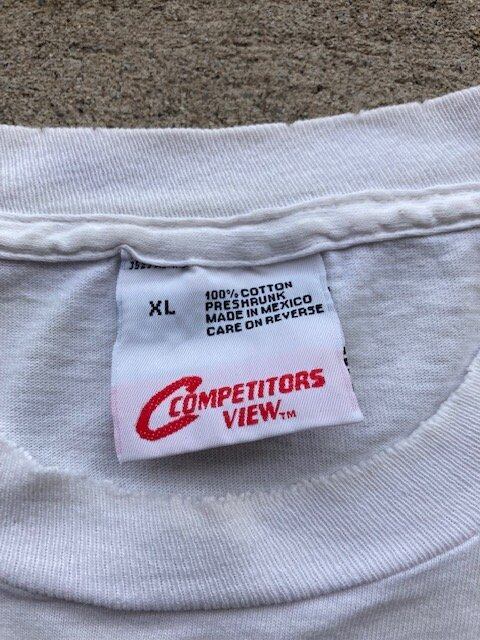 XL
100% COTTON
PRESHRUNK
MADE IN MEXICO
CARE ON REVERSE
COMPETITORS
VIEW™